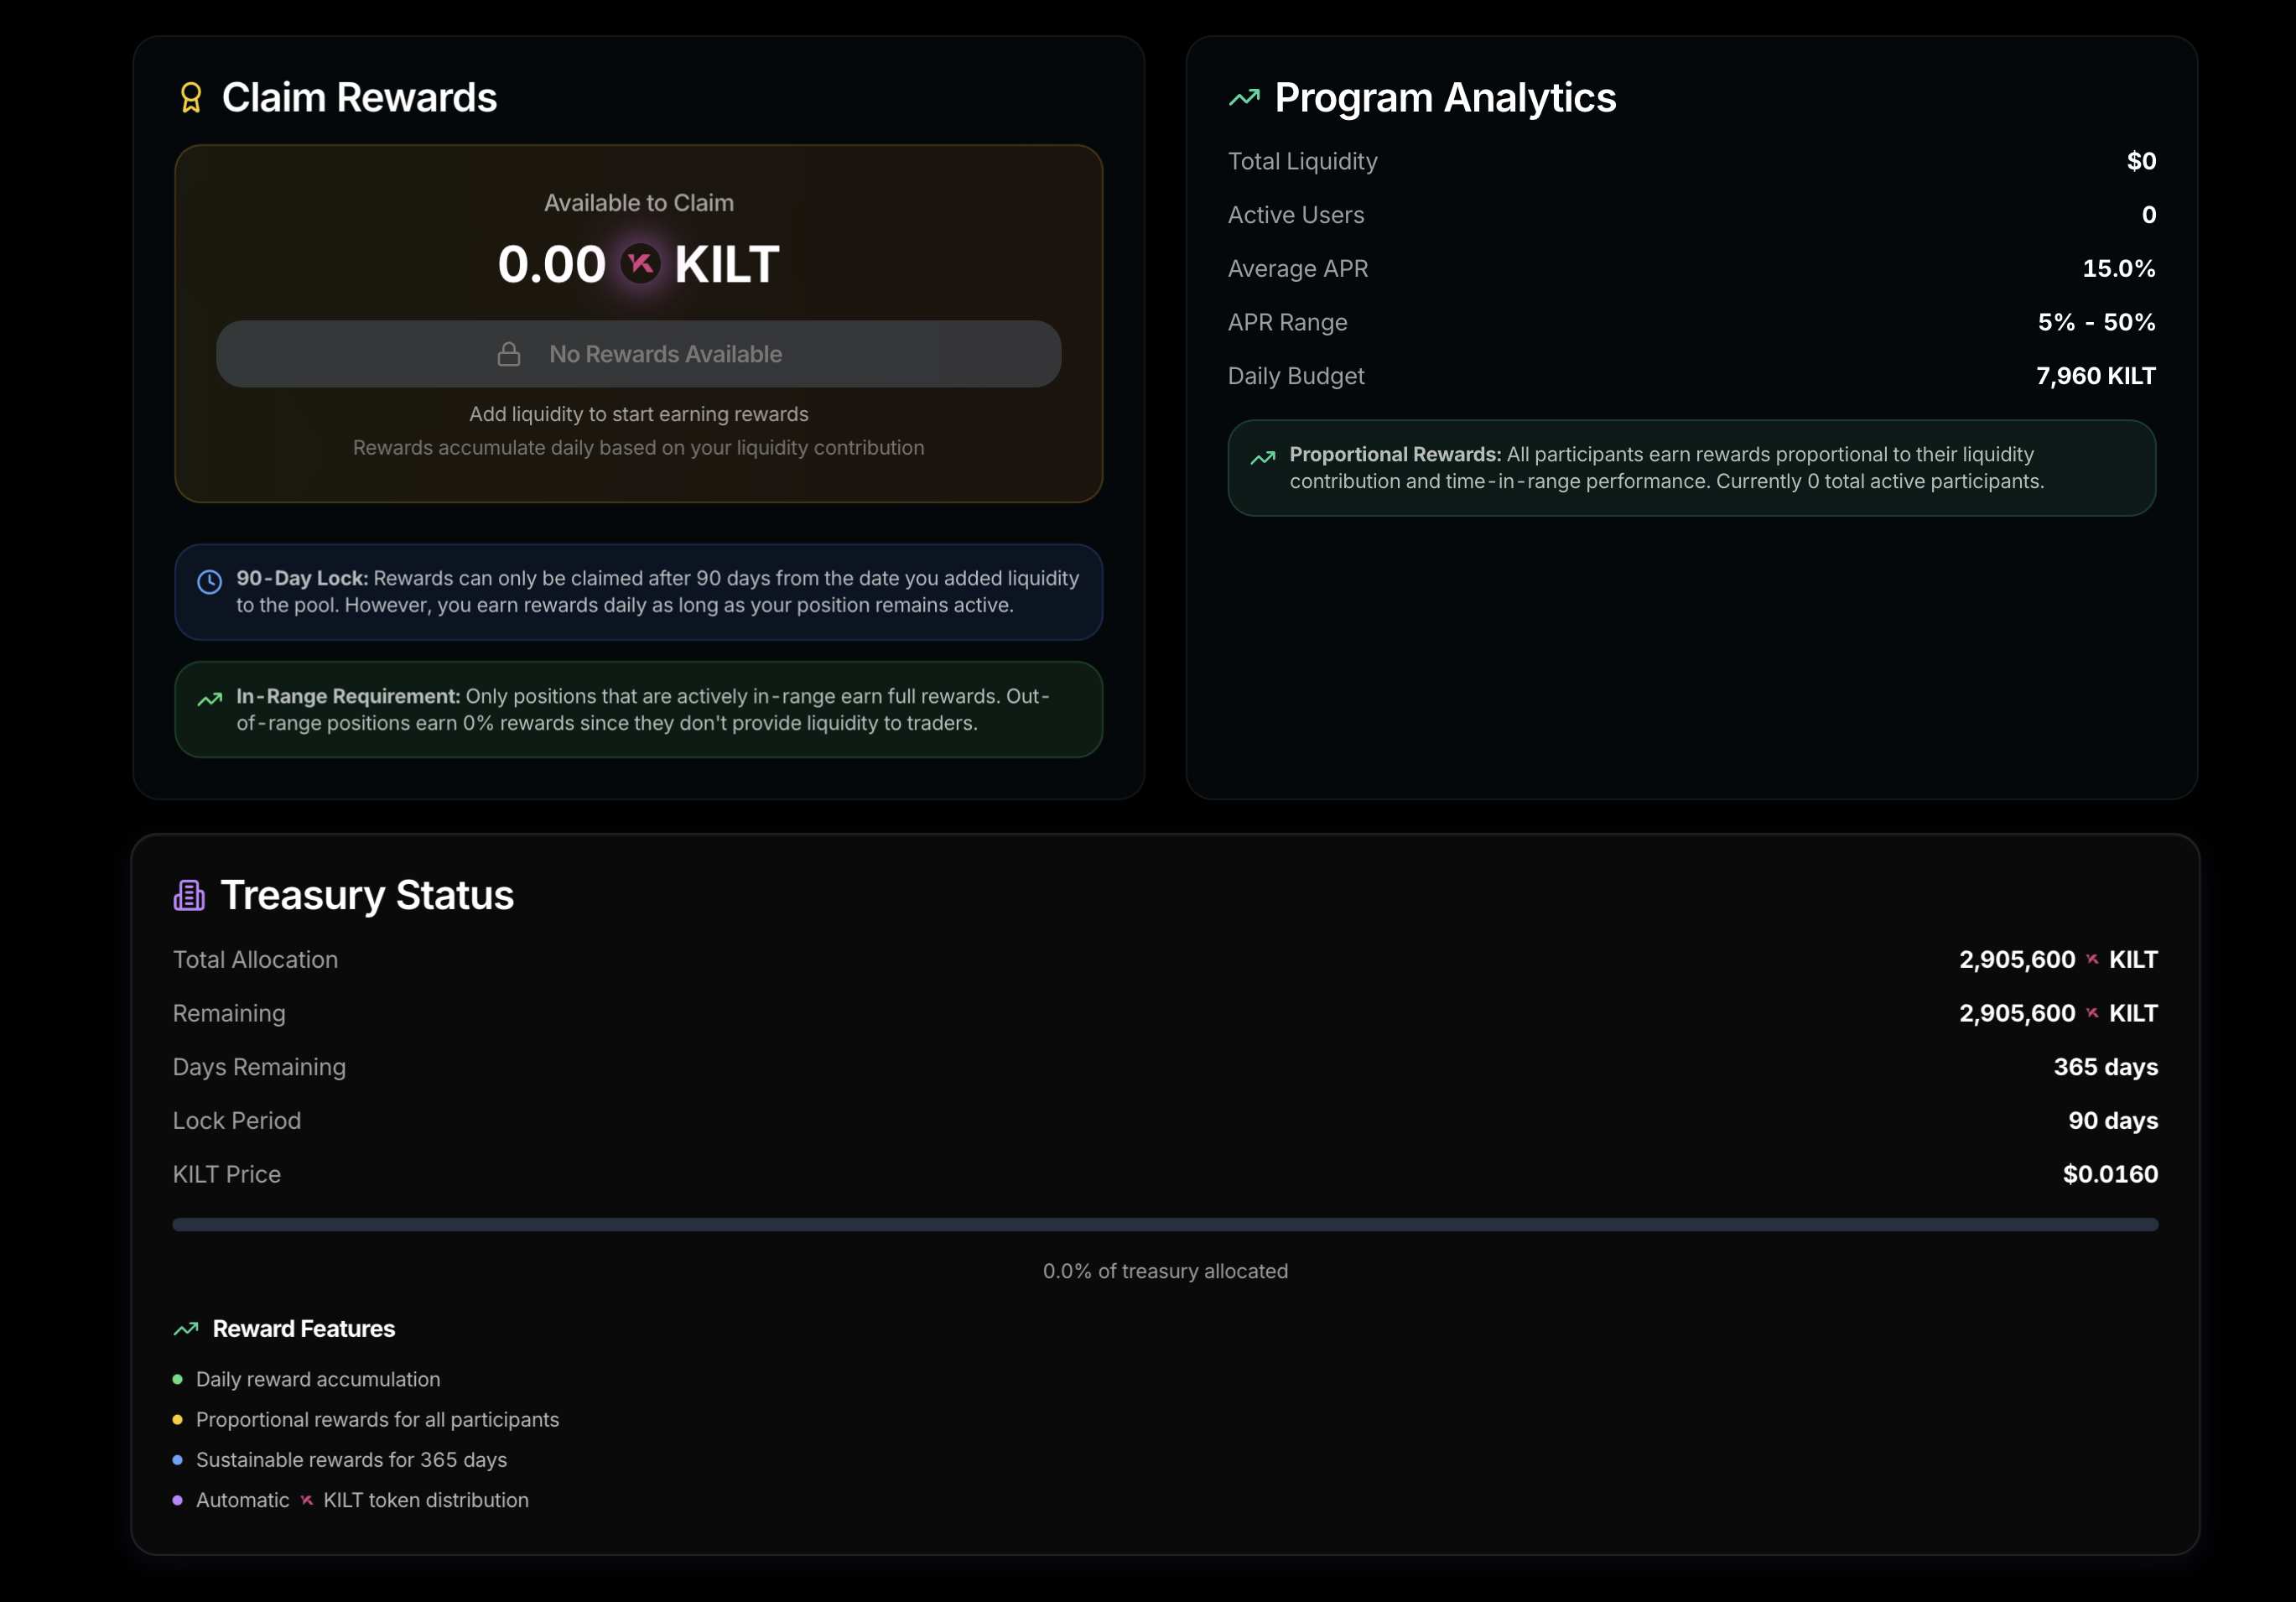 Claim Rewards
Available to Claim
0.00 KILT
No Rewards Available
Add liquidity to start earning rewards
Rewards accumulate daily based on your liquidity contribution
90-Day Lock: Rewards can only be claimed after 90 days from the date you added liquidity
to the pool. However, you earn rewards daily as long as your position remains active.
In-Range Requirement: Only positions that are actively in-range earn full rewards. Out-
of-range positions earn 0% rewards since they don't provide liquidity to traders.
Program Analytics
Total Liquidity $0
Active Users 0
Average APR 15.0%
APR Range 5% - 50%
Daily Budget 7,960 KILT
Proportional Rewards: All participants earn rewards proportional to their liquidity
contribution and time-in-range performance. Currently 0 total active participants.
Treasury Status
Total Allocation 2,905,600 KILT
Remaining 2,905,600 KILT
Days Remaining 365 days
Lock Period 90 days
KILT Price $0.0160
0.0% of treasury allocated
Reward Features
Daily reward accumulation
Proportional rewards for all participants
Sustainable rewards for 365 days
Automatic KILT token distribution